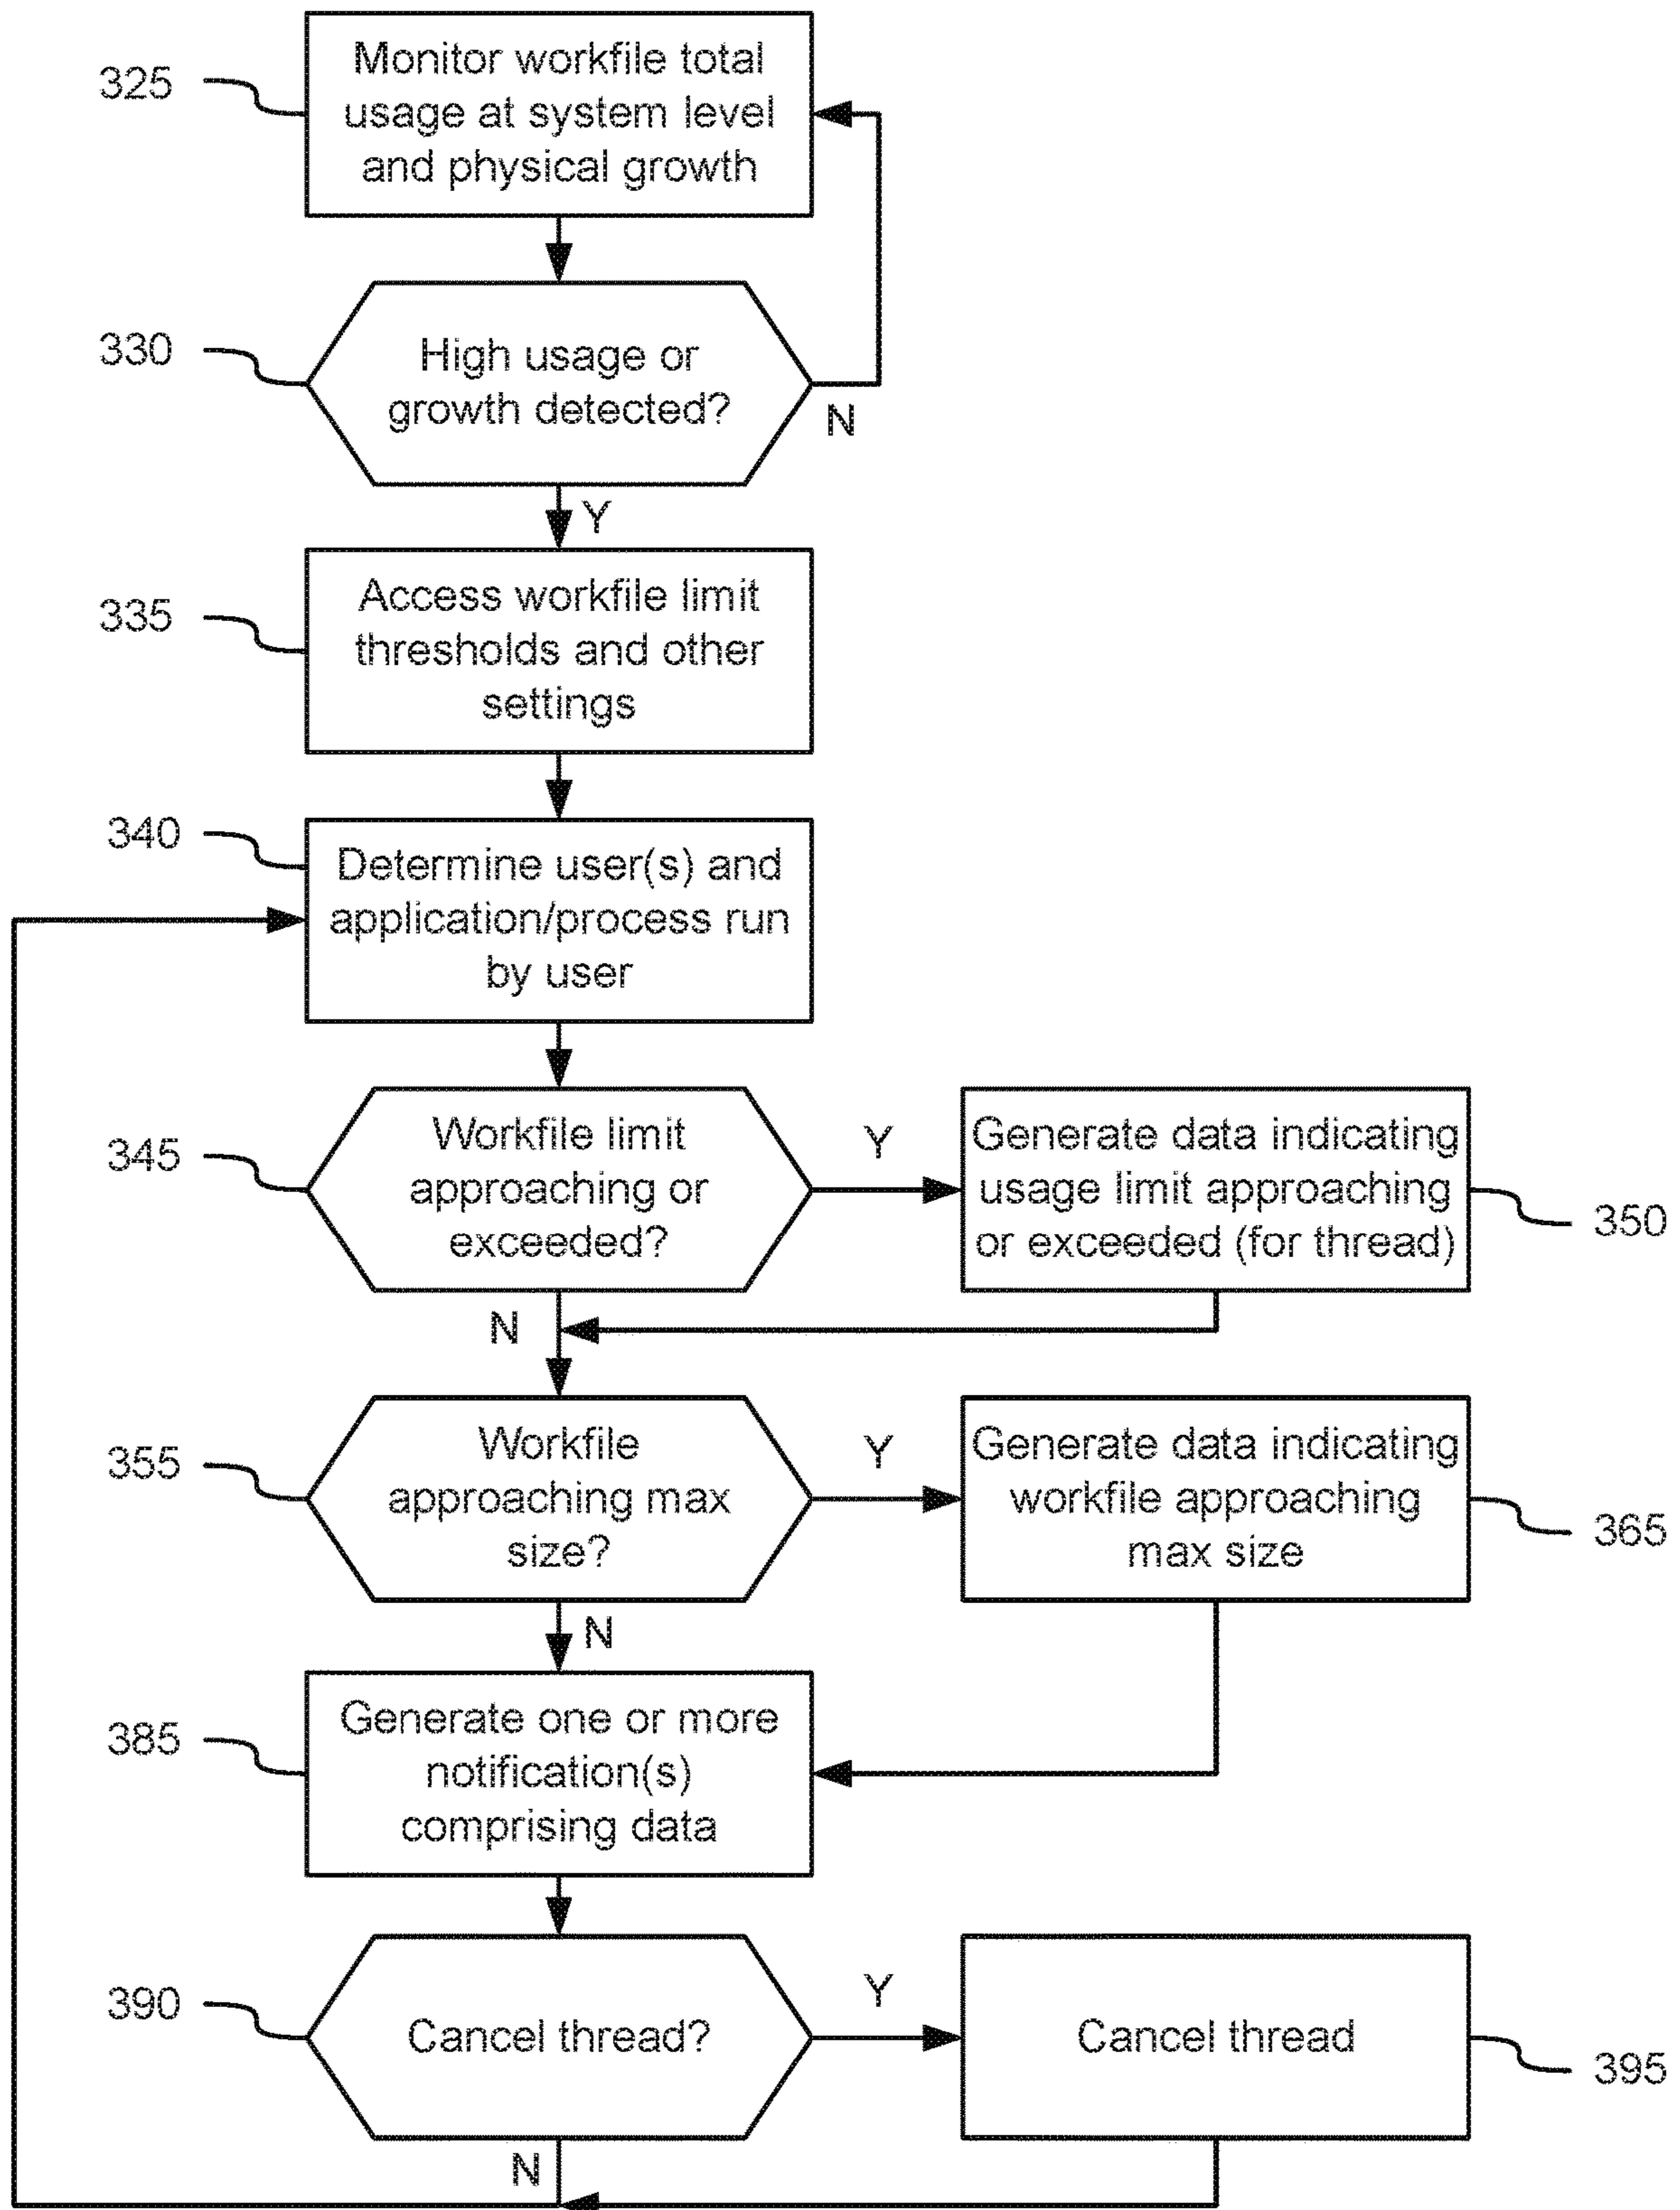 325
Monitor workfile total
usage at system level
and physical growth
330
High usage or
growth detected?
N
Y
335
Access workfile limit
thresholds and other
settings
340
Determine user(s) and
application/process run
by user
345
Workfile limit
approaching or
exceeded?
Y
Generate data indicating
usage limit approaching
or exceeded (for thread)
350
N
355
Workfile
approaching max
size?
Y
Generate data indicating
workfile approaching
max size
365
N
385
Generate one or more
notification(s)
comprising data
390
Cancel thread?
Y
Cancel thread
395
N